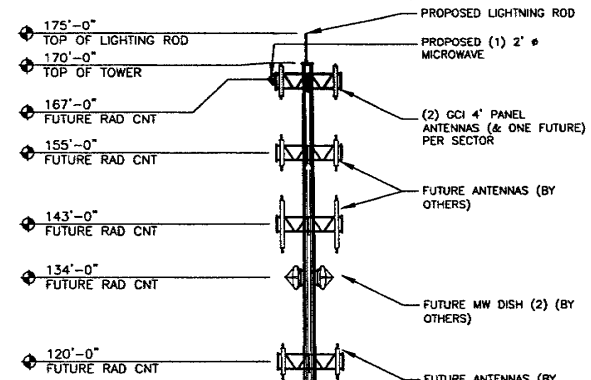 175'-0"
TOP OF LIGHTING ROD
170'-0"
TOP OF TOWER
167'-0"
FUTURE RAD CNT
155'-0"
FUTURE RAD CNT
143'-0"
FUTURE RAD CNT
134'-0"
FUTURE RAD CNT
120'-0"
FUTURE RAD CNT
PROPOSED LIGHTNING ROD
PROPOSED (1) 2' ø
MICROWAVE
(2) GCI 4' PANEL
ANTENNAS (& ONE FUTURE)
PER SECTOR
FUTURE ANTENNAS (BY
OTHERS)
FUTURE MW DISH (2) (BY
OTHERS)
FUTURE ANTENNAS (BY